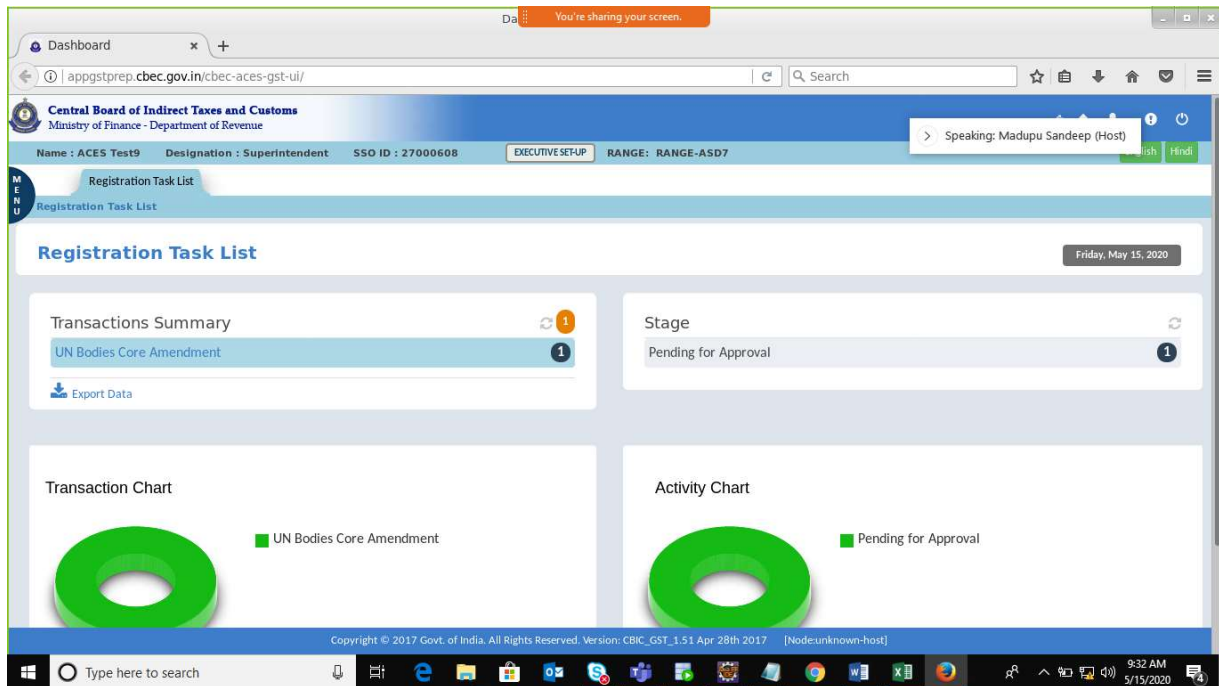 Da
You're sharing your screen.
Dashboard
appgstprep.cbec.gov.in/cbec-aces-gst-ui/
Search
Central Board of Indirect Taxes and Customs
Ministry of Finance - Department of Revenue
Speaking: Madupu Sandeep (Host)
Name : ACES Test9 Designation : Superintendent SSO ID : 27000608 EXECUTIVE SET-UP RANGE: RANGE-ASD7
Hindi
MENU
Registration Task List
Registration Task List
Registration Task List
Friday, May 15, 2020
Transactions Summary 1
UN Bodies Core Amendment 1
Export Data
Stage
Pending for Approval 1
Transaction Chart
UN Bodies Core Amendment
Activity Chart
Pending for Approval
Copyright © 2017 Govt. of India. All Rights Reserved. Version: CBIC_GST_1.51 Apr 28th 2017 [Node:unknown-host]
Type here to search
9:32 AM
5/15/2020
4